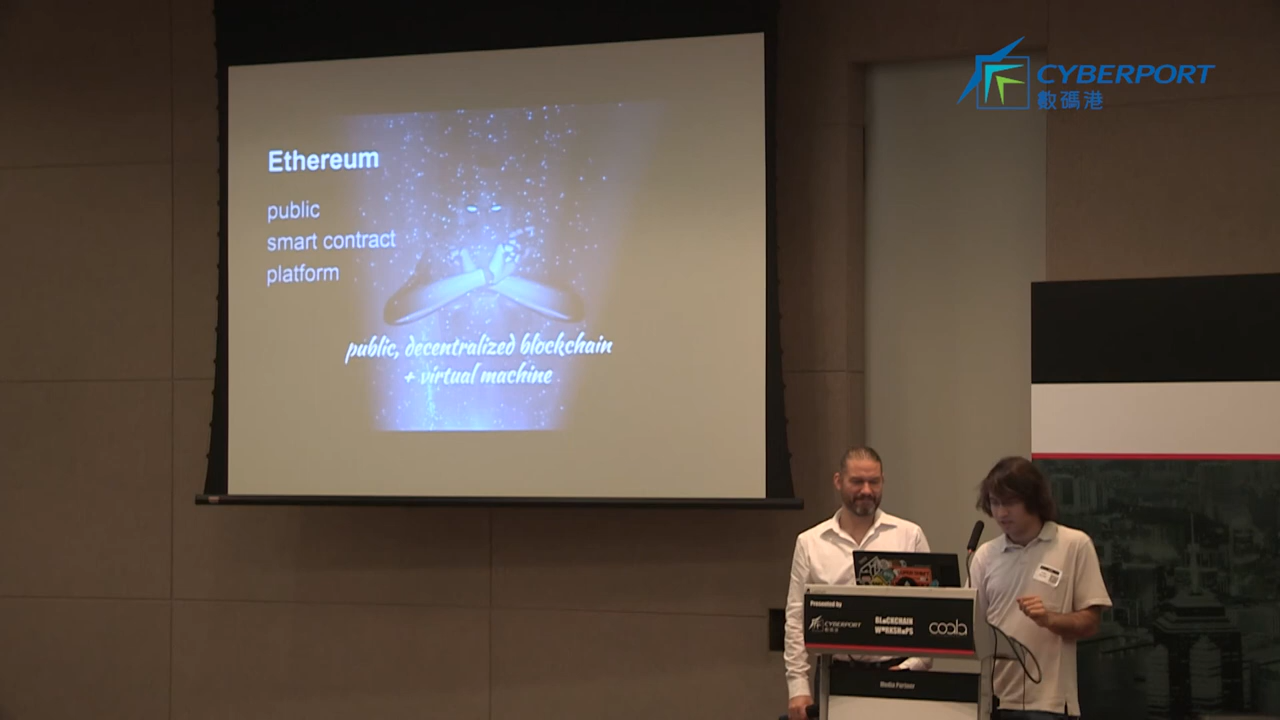 CYBERPORT
數碼港
Ethereum
public
smart contract
platform
public, decentralized blockchain
+ virtual machine
Presented by
CYBERPORT
BLOCKCHAIN
WORKSHOPS
coala
Media Partner